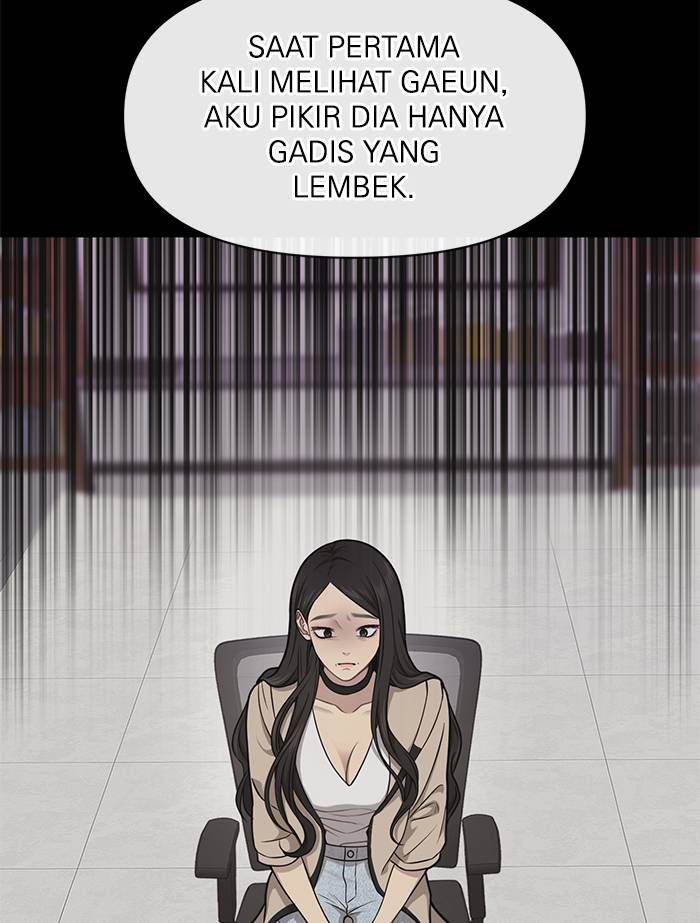 SAAT PERTAMA
KALI MELIHAT GAEUN,
AKU PIKIR DIA HANYA
GADIS YANG
LEMBEK.